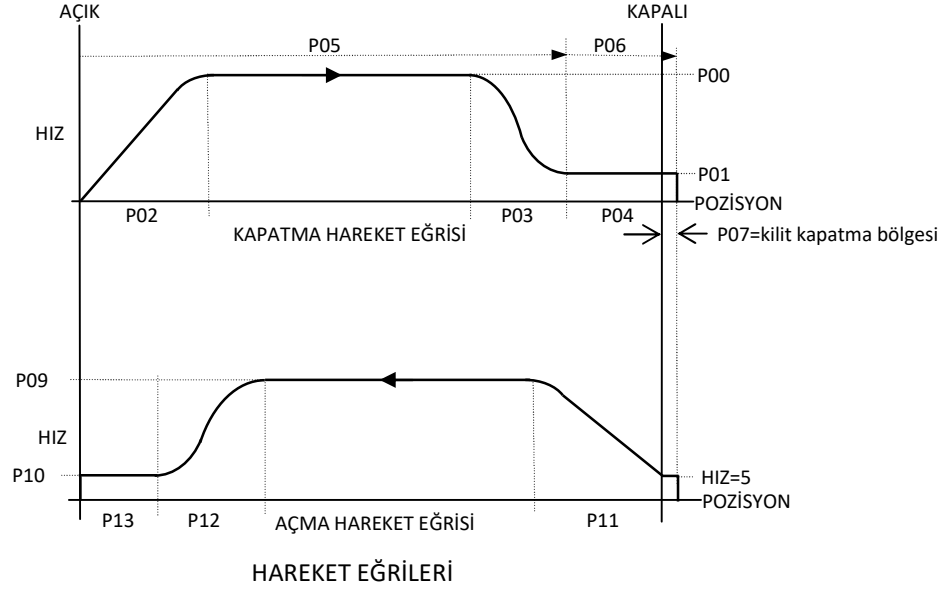 AÇIK
KAPALI
P05
P06
P00
HIZ
P01
POZİSYON
P02
P03
P04
KAPATMA HAREKET EĞRİSİ
P07=kilit kapatma bölgesi
P09
HIZ
P10
HIZ=5
POZİSYON
P13
P12
AÇMA HAREKET EĞRİSİ
P11
HAREKET EĞRİLERİ